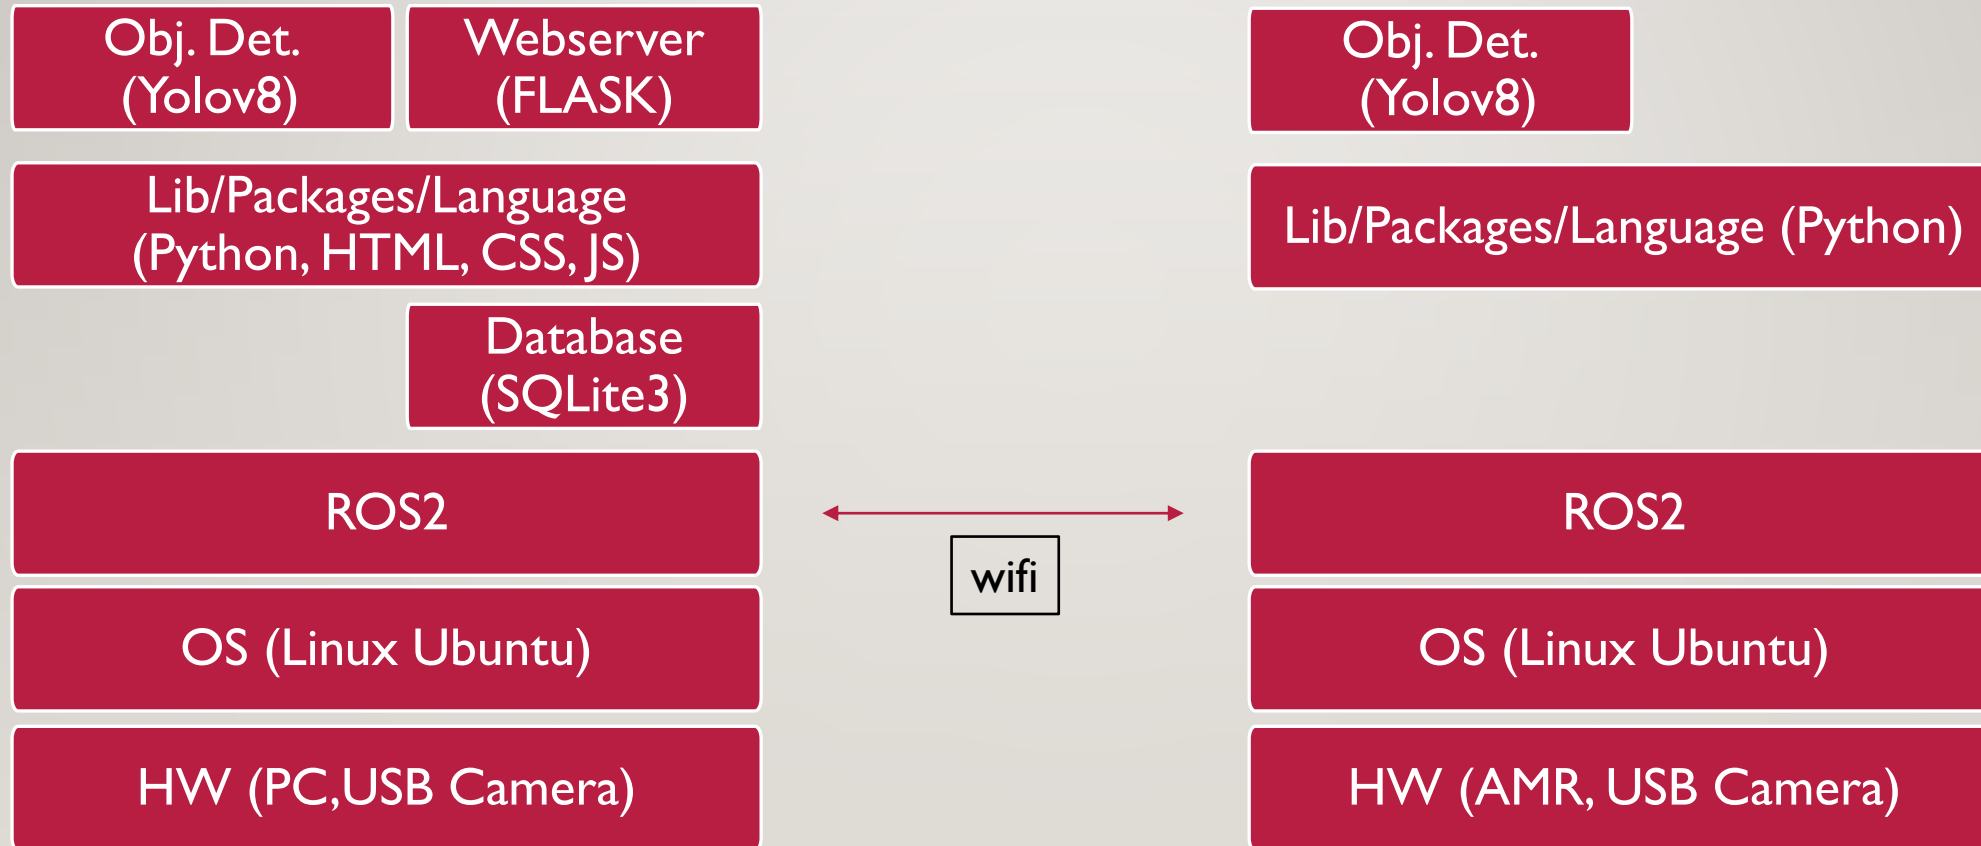 Obj. Det.
(Yolov8)
Webserver
(FLASK)
Lib/Packages/Language
(Python, HTML, CSS, JS)
Database
(SQLite3)
ROS2
OS (Linux Ubuntu)
HW (PC,USB Camera)
wifi
Obj. Det.
(Yolov8)
Lib/Packages/Language (Python)
ROS2
OS (Linux Ubuntu)
HW (AMR, USB Camera)